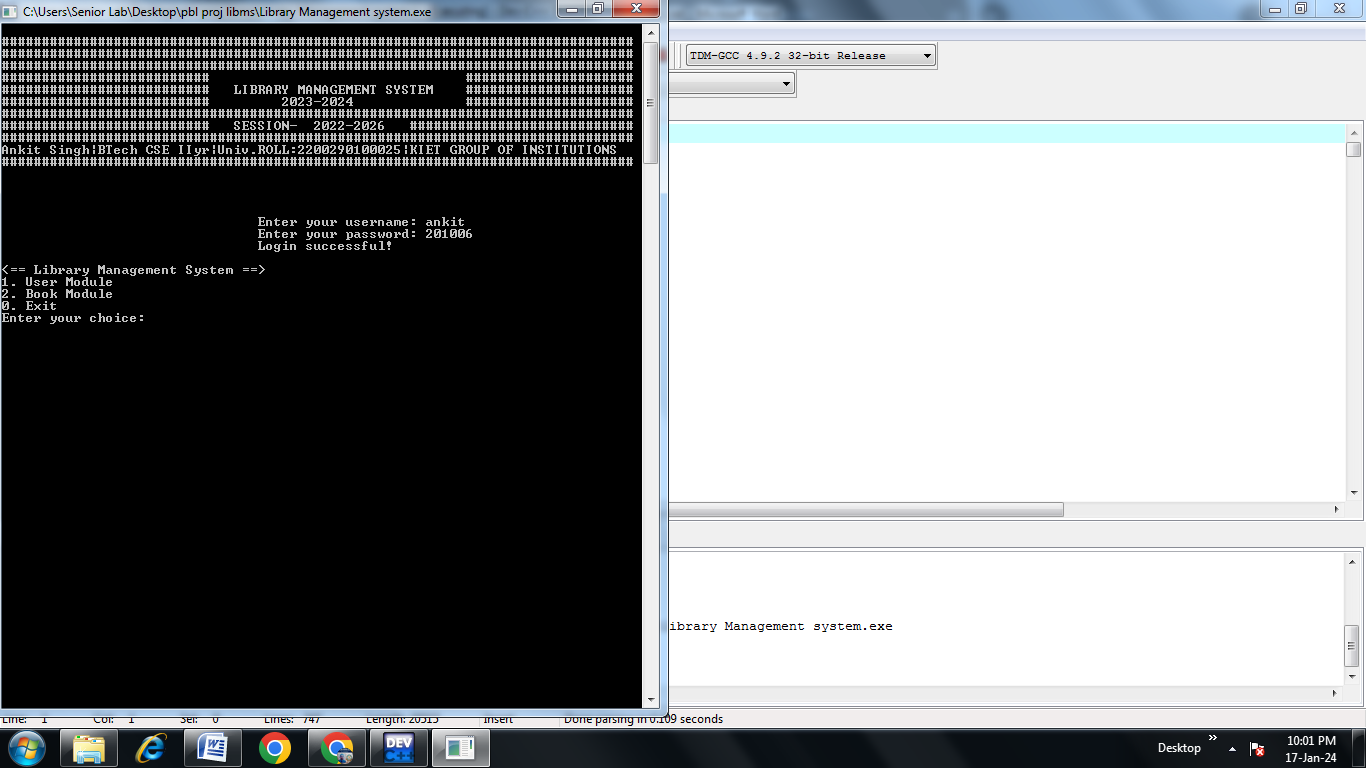 C:\Users\Senior Lab\Desktop\pbl proj libms\Library Management system.exe
TDM-GCC 4.9.2 32-bit Release
################################################################################
################################################################################
################################################################################
########################## ######################
########################## LIBRARY MANAGEMENT SYSTEM ######################
########################## 2023-2024 ######################
################################################################################
########################## SESSION- 2022-2026 ############################
################################################################################
Ankit Singh|BTech CSE IIyr|Univ.ROLL:2200290100025|KIET GROUP OF INSTITUTIONS
################################################################################
Enter your username: ankit
Enter your password: 201006
Login successful!
<== Library Management System ==>
1. User Module
2. Book Module
0. Exit
Enter your choice:
ibrary Management system.exe
Line: 1 Col: 1 Sel: 0 Lines: 747 Length: 20515 Insert Done parsing in 0.109 seconds
DEV
C++
Desktop
10:01 PM
17-Jan-24